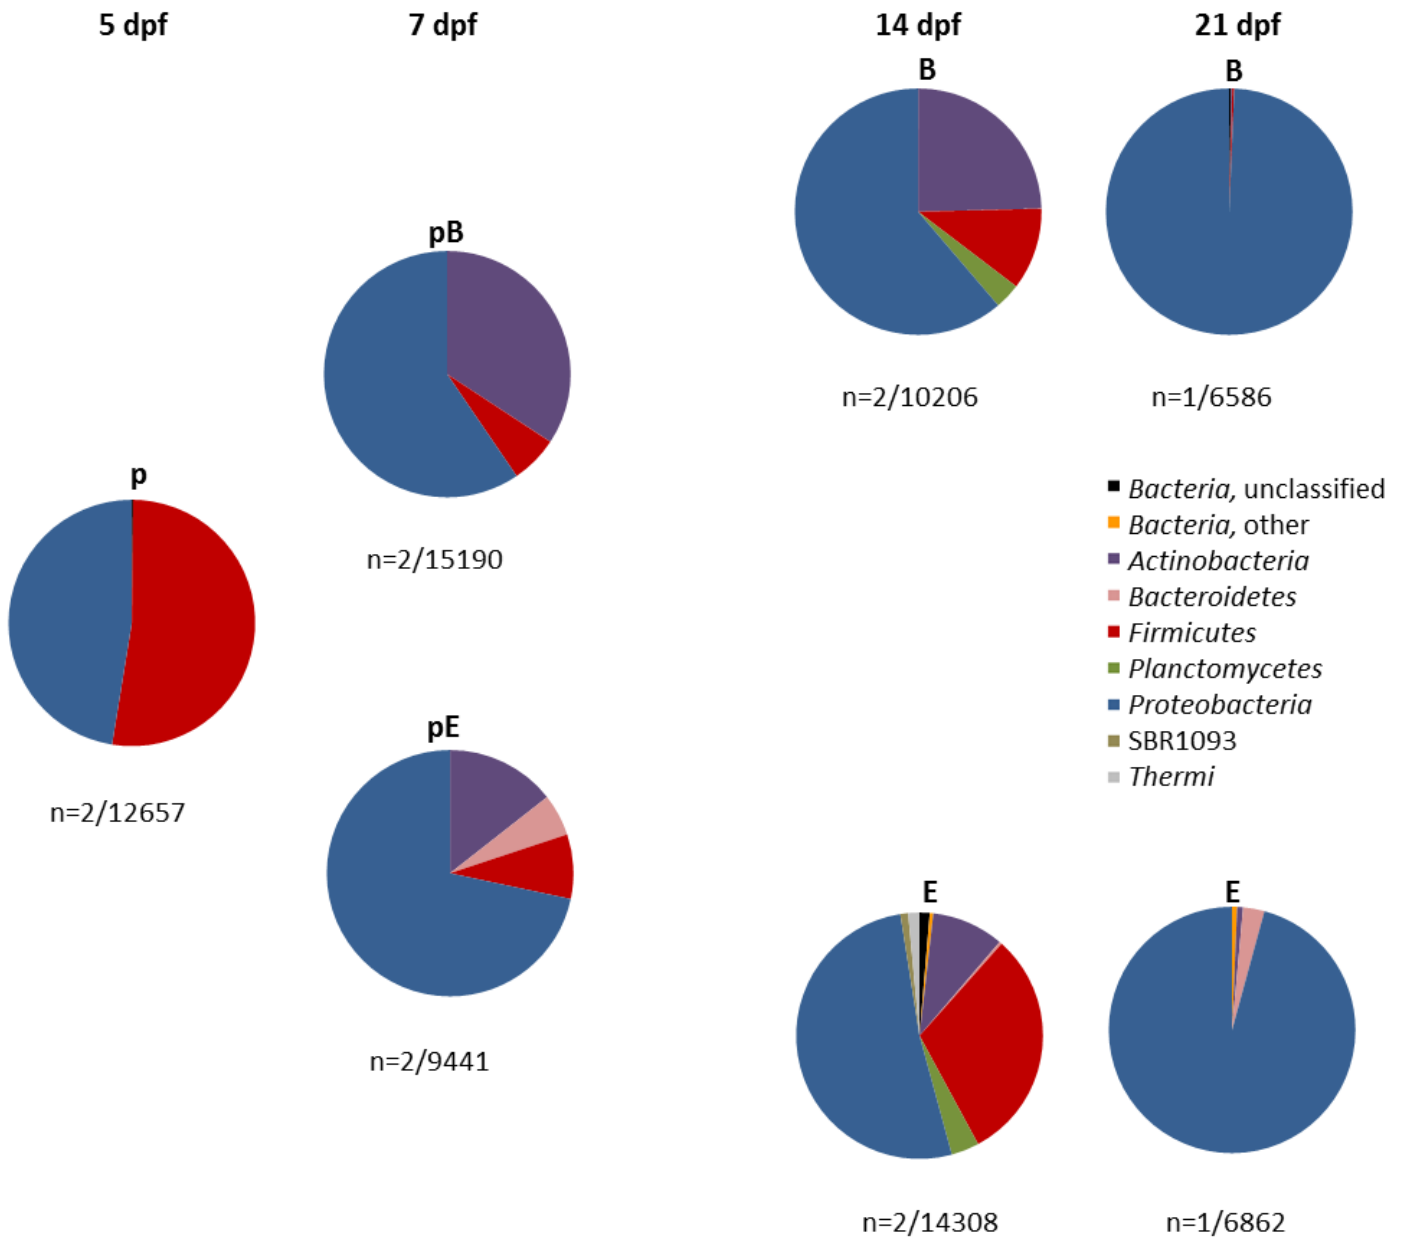 5 dpf
7 dpf
14 dpf
21 dpf
B
B
pB
n=2/10206
n=1/6586
p
Bacteria, unclassified
Bacteria, other
Actinobacteria
Bacteroidetes
Firmicutes
Planctomycetes
Proteobacteria
SBR1093
Thermi
n=2/15190
pE
n=2/12657
E
E
n=2/9441
n=2/14308
n=1/6862